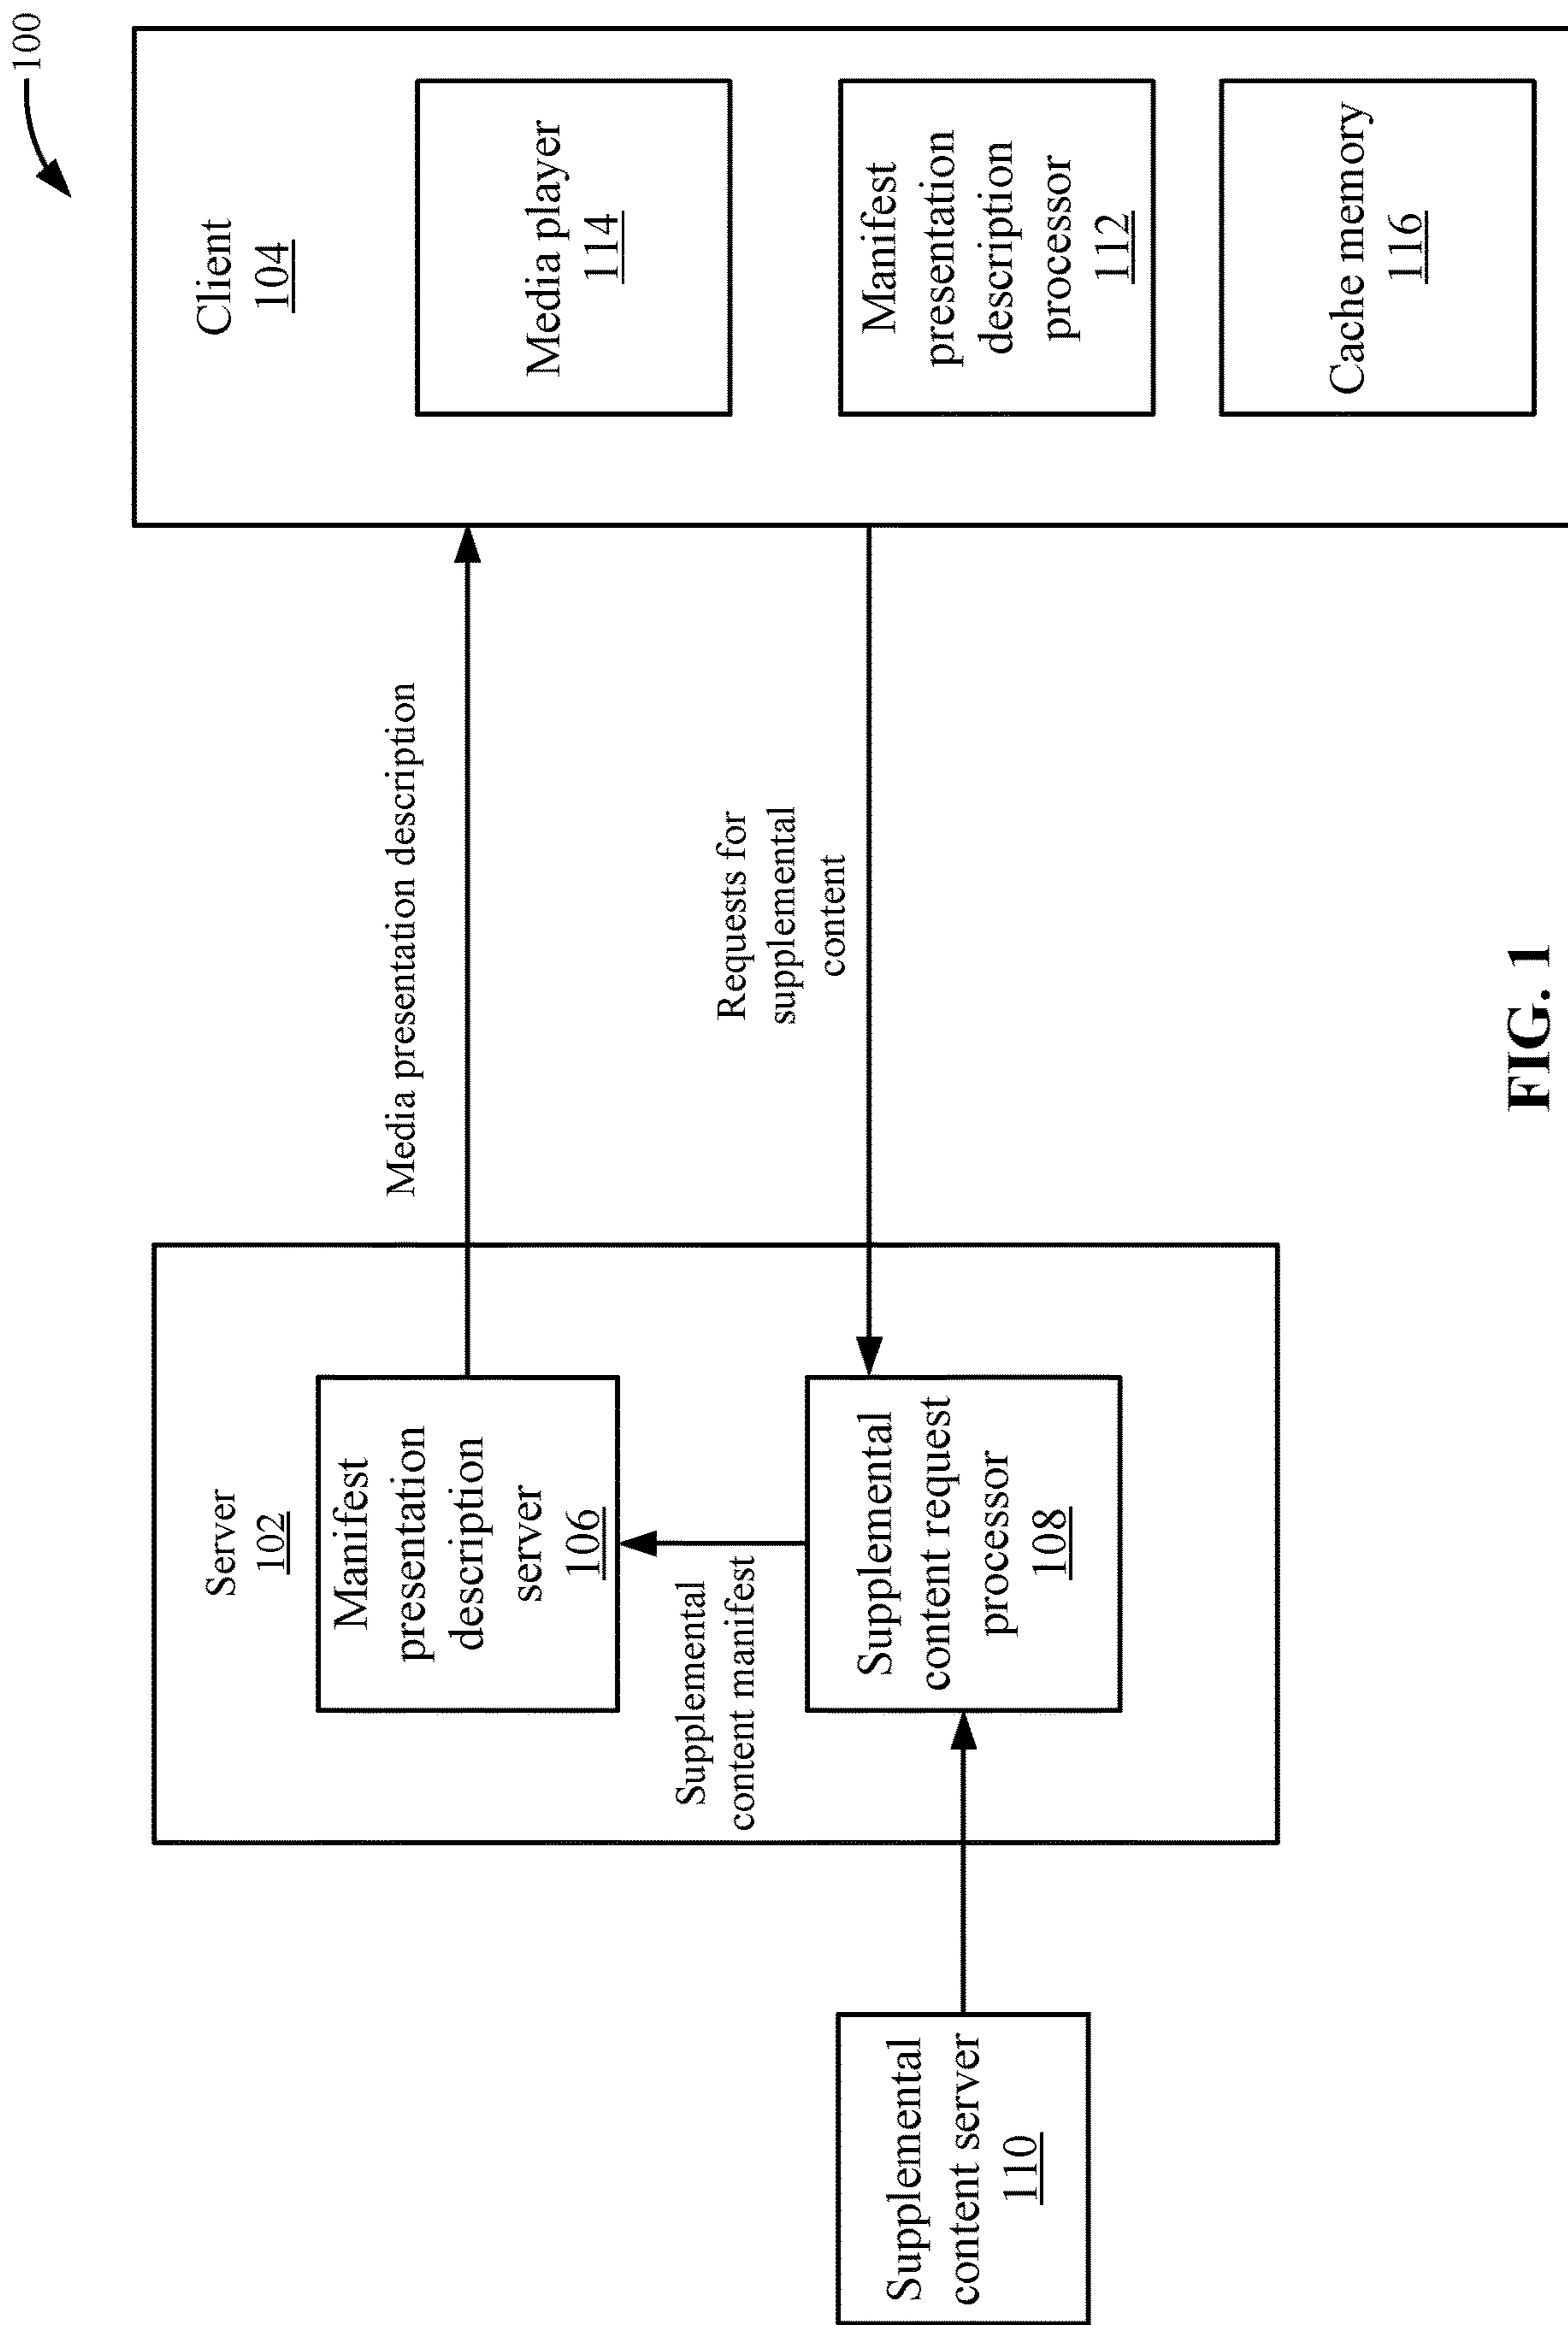 100
Client
104
Media player
114
Manifest
presentation
description
processor
112
Cache memory
116
Media presentation description
Requests for
supplemental
content
Server
102
Manifest
presentation
description
server
106
Supplemental
content manifest
Supplemental
content request
processor
108
Supplemental
content server
110
FIG. 1